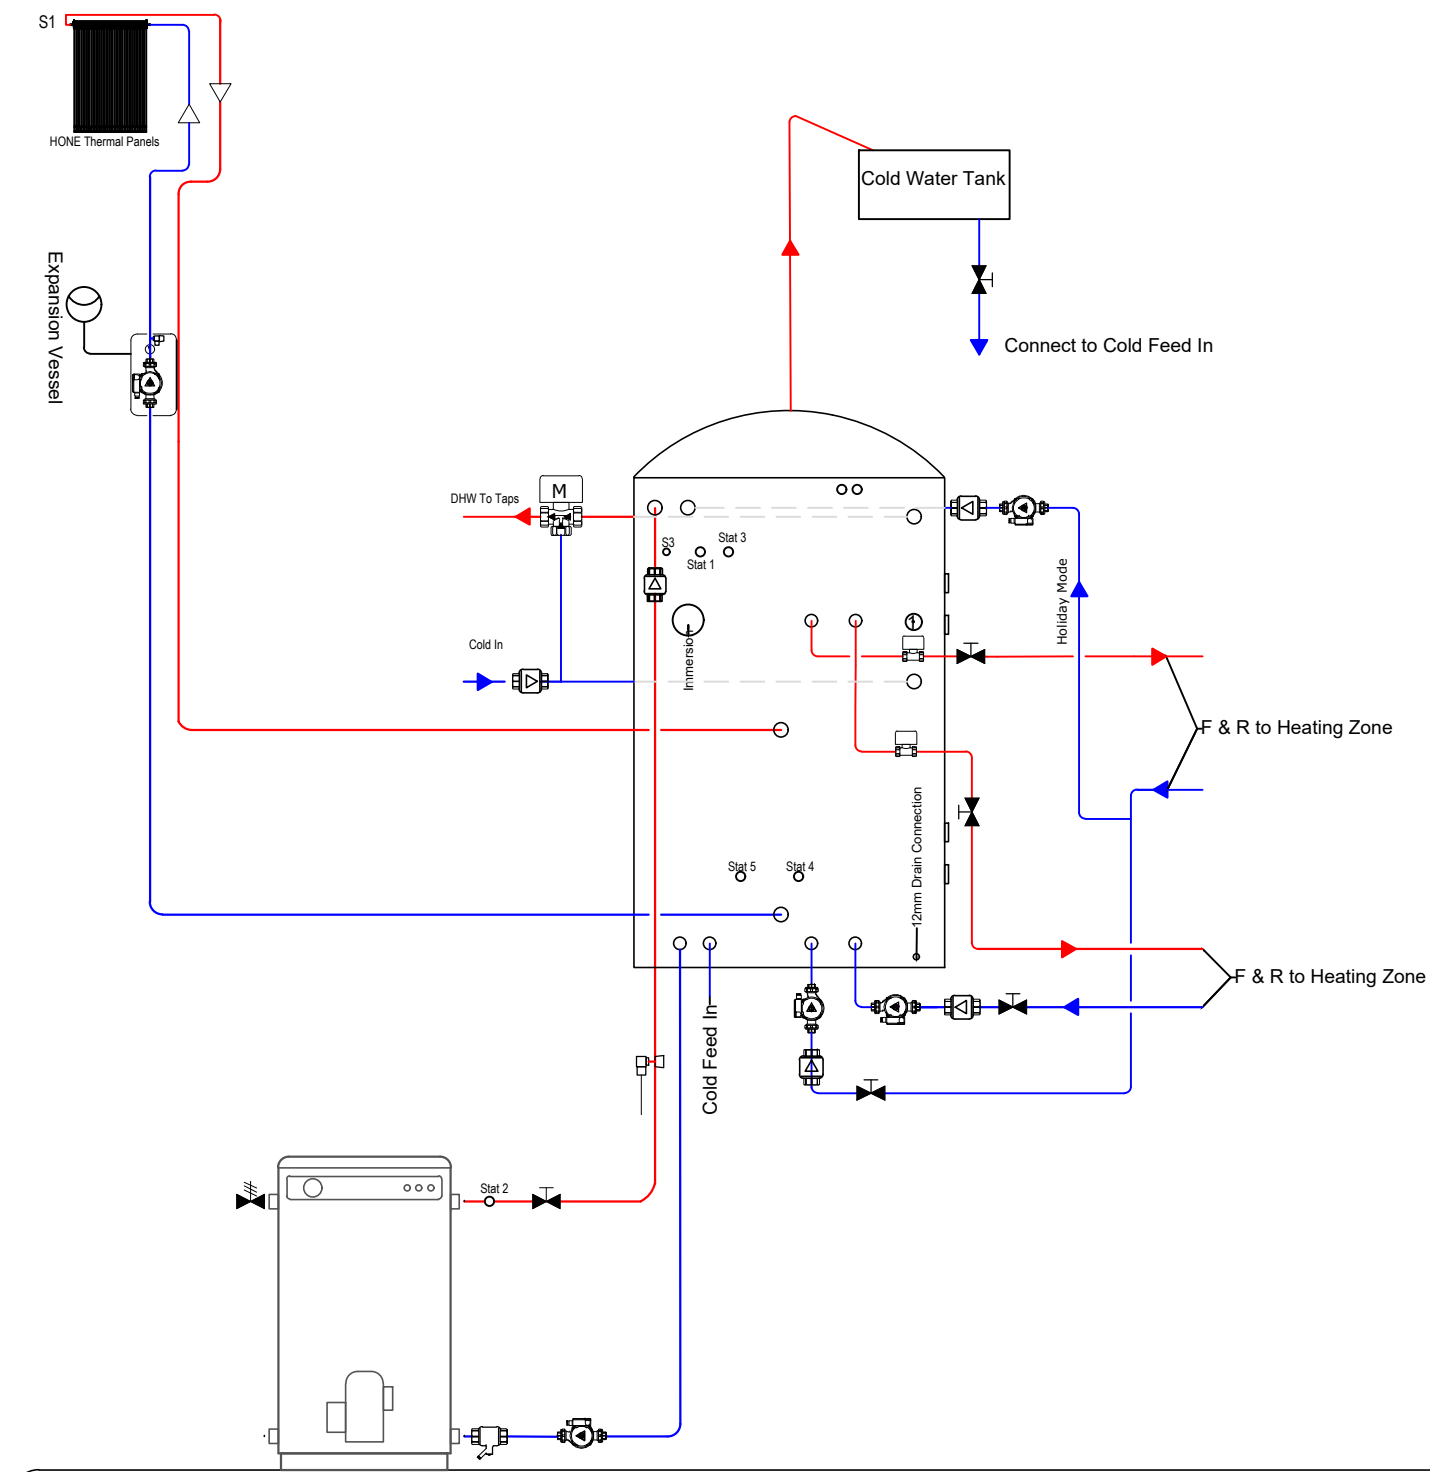 S1
HONE Thermal Panels
Cold Water Tank
Expansion Vessel
Connect to Cold Feed In
DHW To Taps
M
S3
Stat 3
Stat 1
Holiday Mode
Cold In
Immersion
F & R to Heating Zone
12mm Drain Connection
Stat 5
Stat 4
F & R to Heating Zone
Cold Feed In
Stat 2